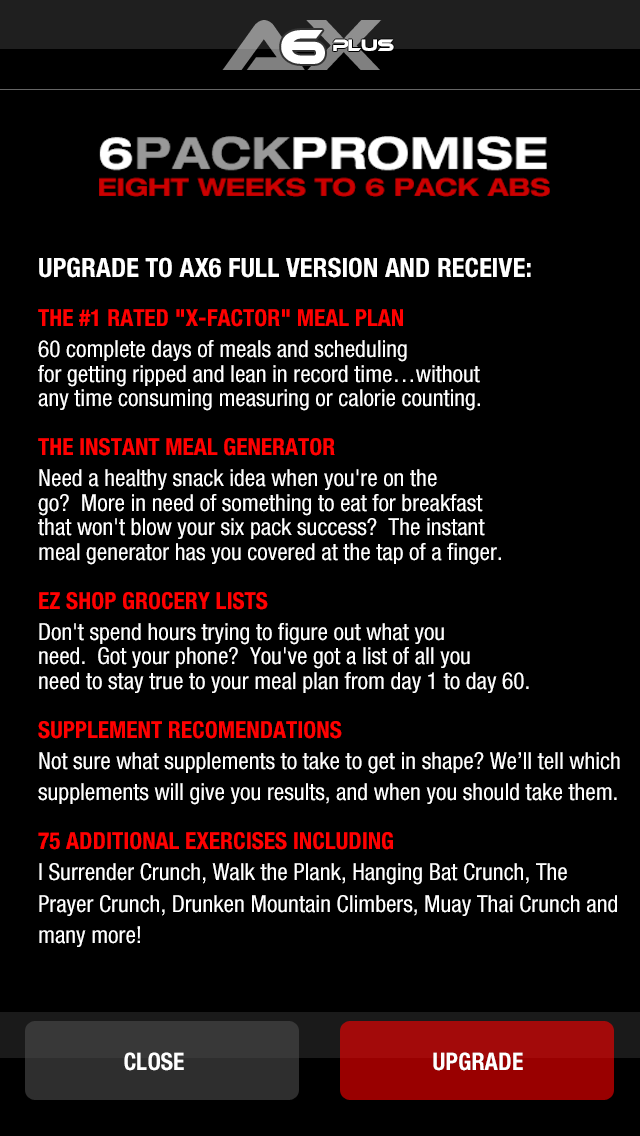 A6X PLUS
6PACKPROMISE
EIGHT WEEKS TO 6 PACK ABS
UPGRADE TO AX6 FULL VERSION AND RECEIVE:
THE #1 RATED "X-FACTOR" MEAL PLAN
60 complete days of meals and scheduling
for getting ripped and lean in record time…without
any time consuming measuring or calorie counting.
THE INSTANT MEAL GENERATOR
Need a healthy snack idea when you're on the
go?  More in need of something to eat for breakfast
that won't blow your six pack success?  The instant
meal generator has you covered at the tap of a finger.
EZ SHOP GROCERY LISTS
Don't spend hours trying to figure out what you
need.  Got your phone?  You've got a list of all you
need to stay true to your meal plan from day 1 to day 60.
SUPPLEMENT RECOMENDATIONS
Not sure what supplements to take to get in shape? We’ll tell which
supplements will give you results, and when you should take them.
75 ADDITIONAL EXERCISES INCLUDING
I Surrender Crunch, Walk the Plank, Hanging Bat Crunch, The
Prayer Crunch, Drunken Mountain Climbers, Muay Thai Crunch and
many more!
CLOSE
UPGRADE